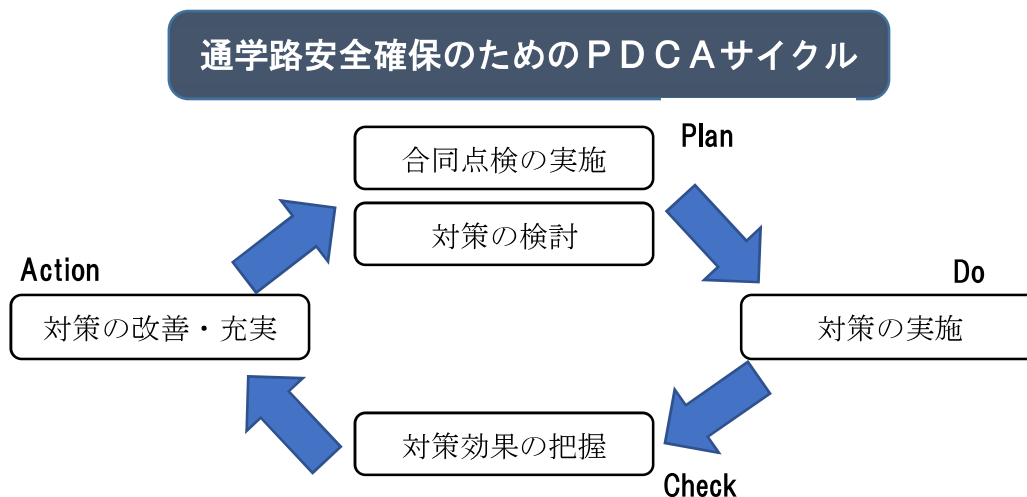 通学路安全確保のためのPDCAサイクル
Plan
合同点検の実施
対策の検討
Do
対策の実施
Check
対策効果の把握
Action
対策の改善・充実